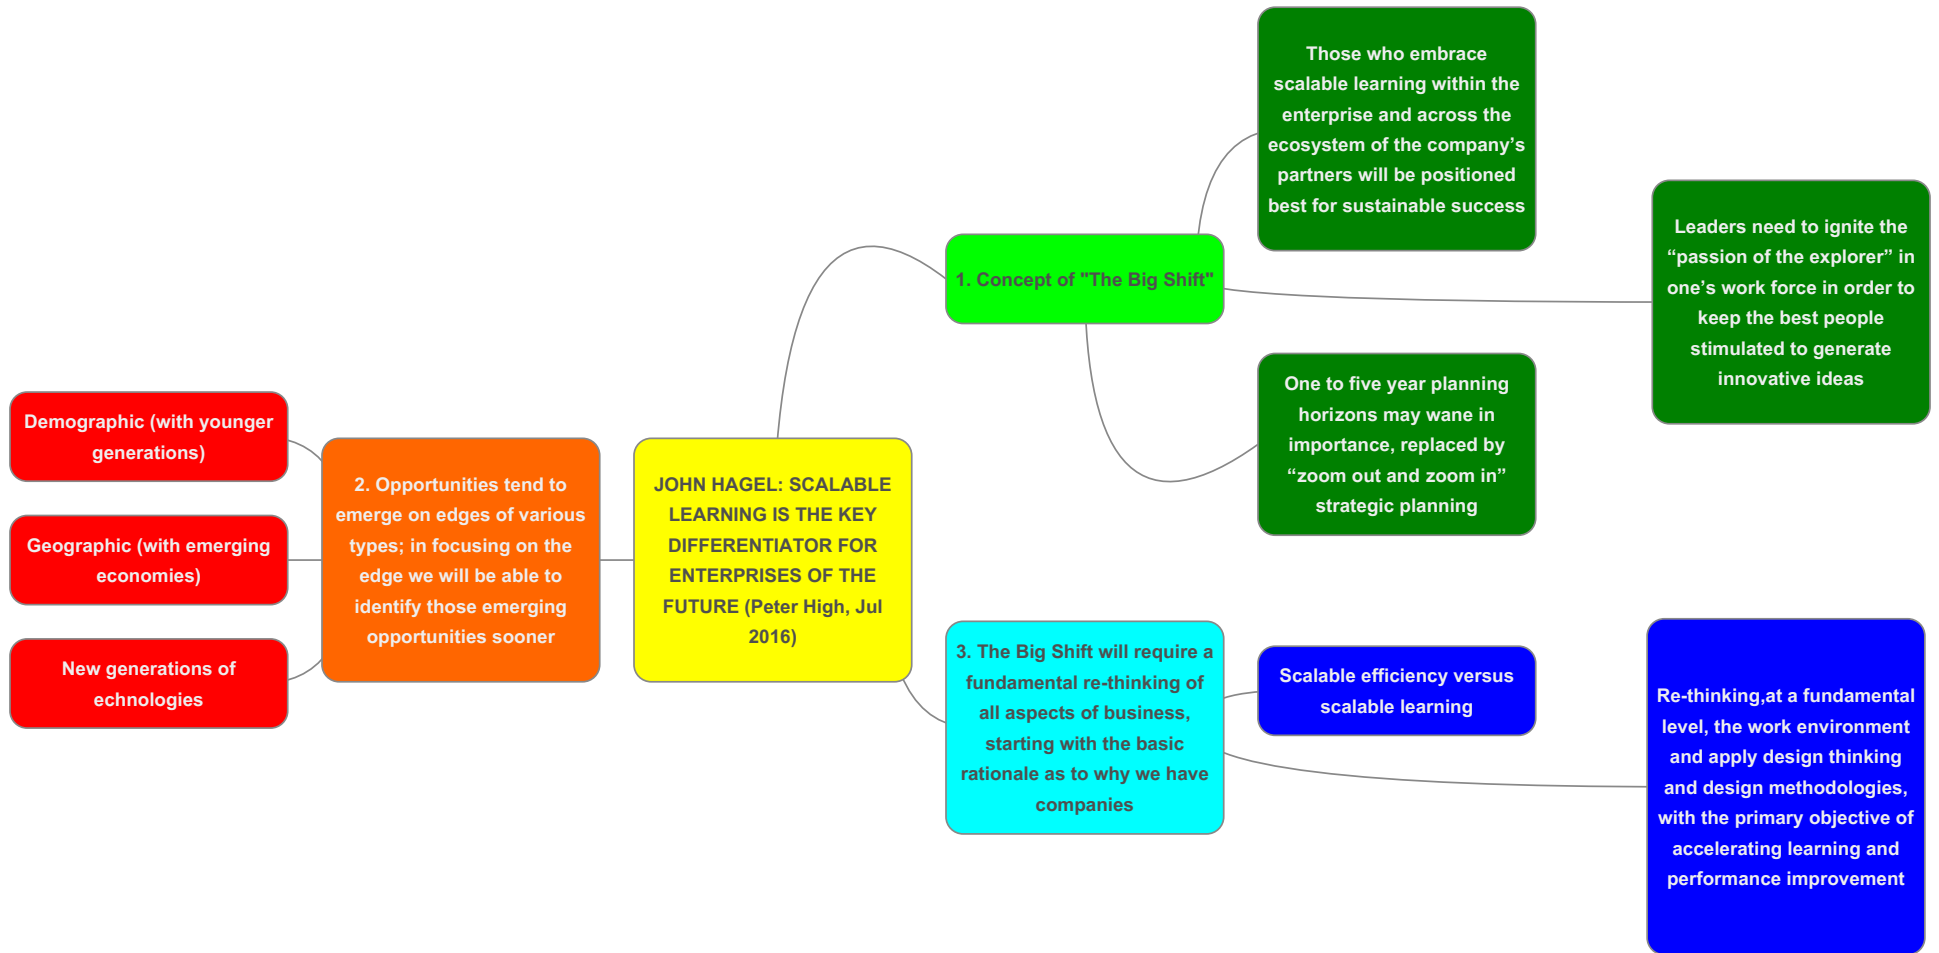 JOHN HAGEL: SCALABLE
LEARNING IS THE KEY
DIFFERENTIATOR FOR
ENTERPRISES OF THE
FUTURE (Peter High, Jul
2016)
1. Concept of "The Big Shift"
Those who embrace
scalable learning within the
enterprise and across the
ecosystem of the company’s
partners will be positioned
best for sustainable success
Leaders need to ignite the
“passion of the explorer” in
one’s work force in order to
keep the best people
stimulated to generate
innovative ideas
One to five year planning
horizons may wane in
importance, replaced by
“zoom out and zoom in”
strategic planning
2. Opportunities tend to
emerge on edges of various
types; in focusing on the
edge we will be able to
identify those emerging
opportunities sooner
Demographic (with younger
generations)
Geographic (with emerging
economies)
New generations of
echnologies
3. The Big Shift will require a
fundamental re-thinking of
all aspects of business,
starting with the basic
rationale as to why we have
companies
Scalable efficiency versus
scalable learning
Re-thinking,at a fundamental
level, the work environment
and apply design thinking
and design methodologies,
with the primary objective of
accelerating learning and
performance improvement